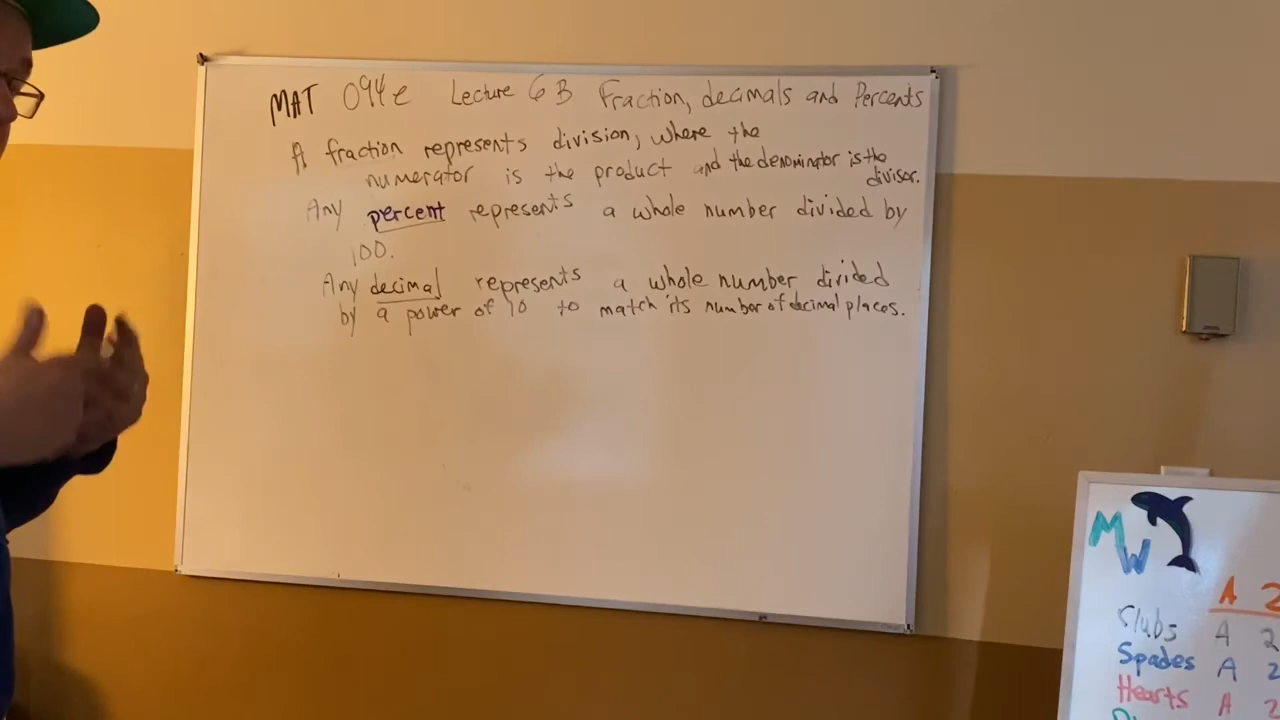 MAT 094e Lecture 6B Fraction, decimals and Percents
A fraction represents division, where the
numerator is the product and the denominator is the
divisor.
Any percent represents a whole number divided by
100.
Any decimal represents a whole number divided
by a power of 10 to match its number of decimal places.
MW
A 2
Clubs A 2
Spades A 2
Hearts A 2